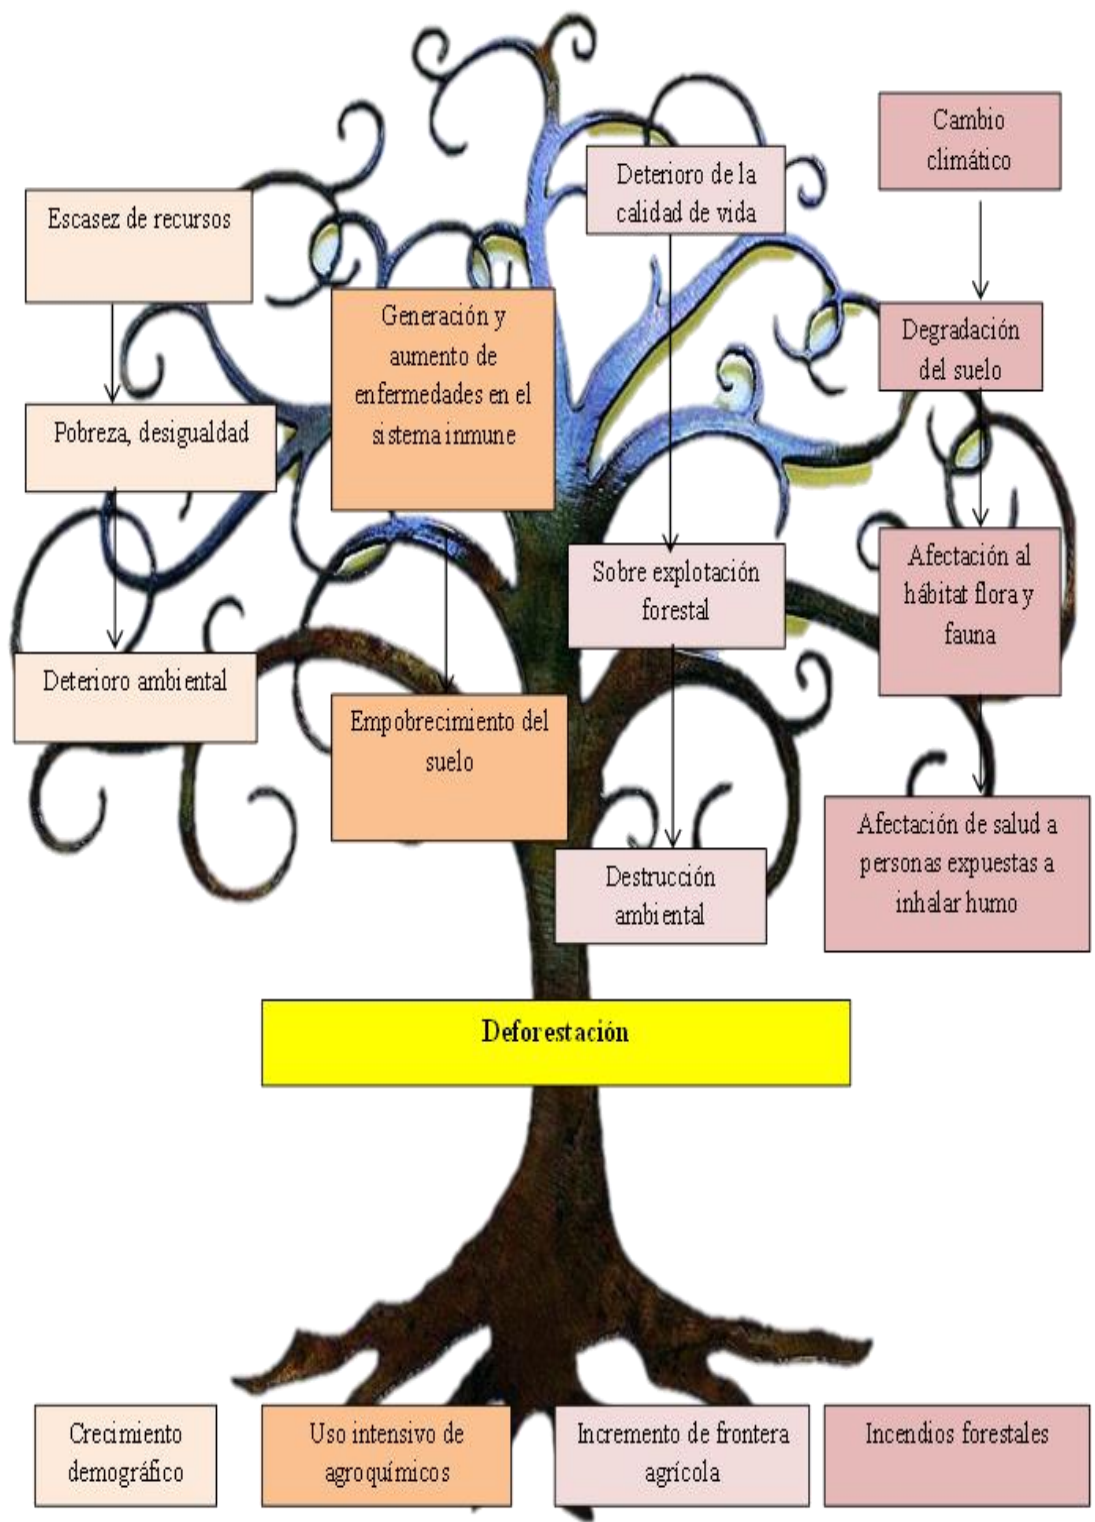 Cambio
climático
Deterioro de la
calidad de vida
Escasez de recursos
Generación y
aumento de
enfermedades en el
sistema inmune
Degradación
del suelo
Pobreza, desigualdad
Sobre explotación
forestal
Afectación al
hábitat flora y
fauna
Deterioro ambiental
Empobrecimiento del
suelo
Afectación de salud a
personas expuestas a
inhalar humo
Destrucción
ambiental
Deforestación
Crecimiento
demográfico
Uso intensivo de
agroquímicos
Incremento de frontera
agrícola
Incendios forestales